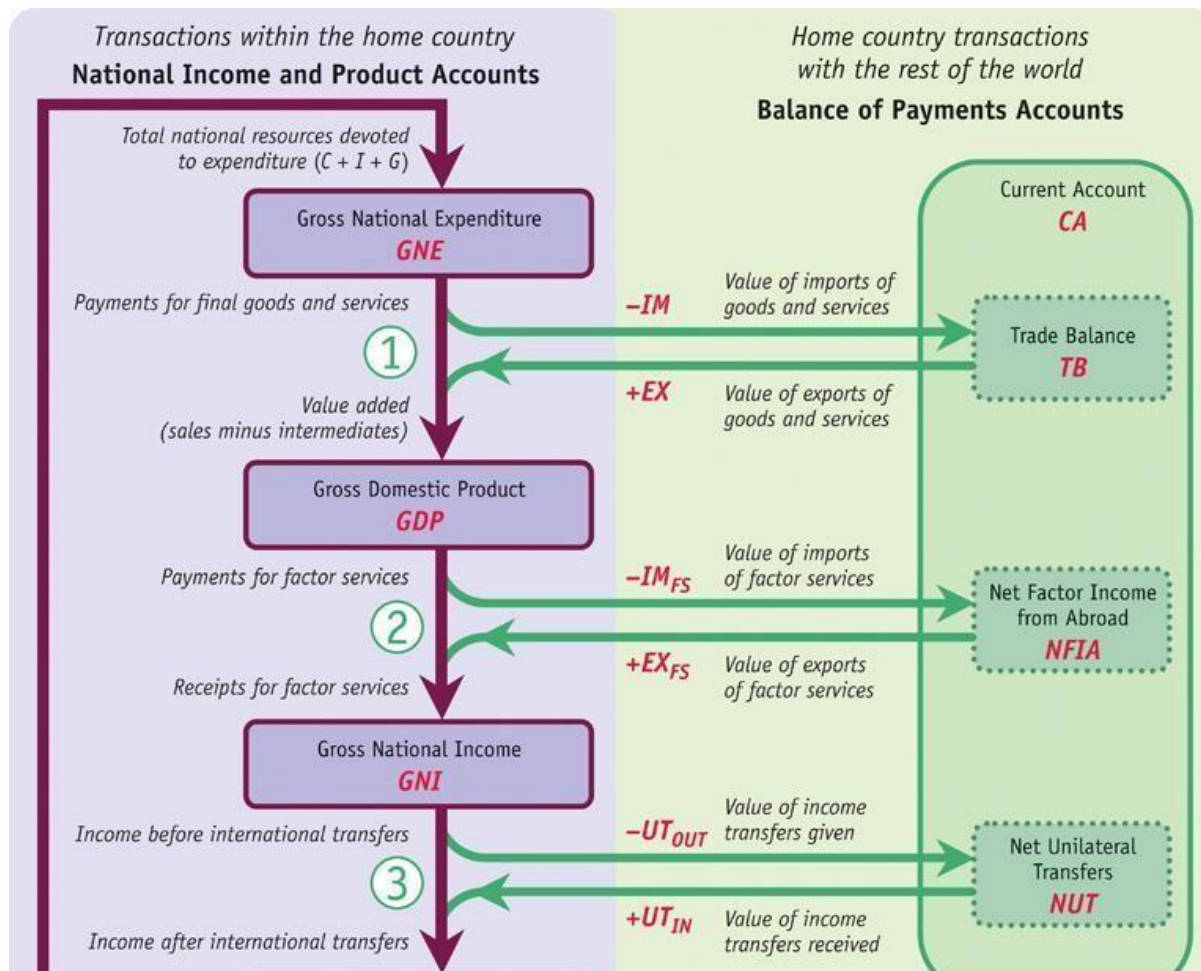 Transactions within the home country
National Income and Product Accounts
Home country transactions
with the rest of the world
Balance of Payments Accounts
Total national resources devoted
to expenditure (C + I + G)
Current Account
CA
Gross National Expenditure
GNE
Payments for final goods and services
–IM
Value of imports of
goods and services
Trade Balance
TB
1
+EX
Value of exports of
goods and services
Value added
(sales minus intermediates)
Gross Domestic Product
GDP
Payments for factor services
–IMFS
Value of imports
of factor services
Net Factor Income
from Abroad
NFIA
2
+EXFS
Value of exports
of factor services
Receipts for factor services
Gross National Income
GNI
Income before international transfers
–UTOUT
Value of income
transfers given
Net Unilateral
Transfers
NUT
3
+UTIN
Value of income
transfers received
Income after international transfers